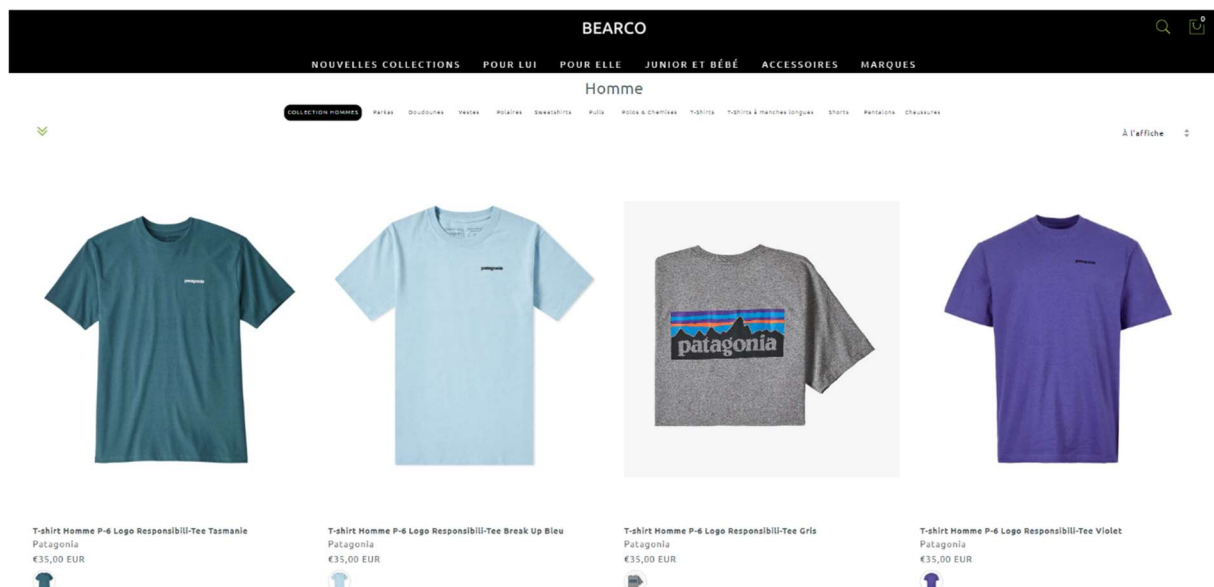 BEARCO
0
NOUVELLES COLLECTIONS POUR LUI POUR ELLE JUNIOR ET BÉBÉ ACCESSOIRES MARQUES
Homme
COLLECTION HOMMES Parkas Doudounes Vestes Polaires Sweatshirts Pulls Polos & Chemises T-Shirts T-Shirts à manches longues Shorts Pantalons Chaussures
À l'affiche
patagonia patagonia patagonia patagonia
T-shirt Homme P-6 Logo Responsibili-Tee Tasmanie T-shirt Homme P-6 Logo Responsibili-Tee Break Up Bleu T-shirt Homme P-6 Logo Responsibili-Tee Gris T-shirt Homme P-6 Logo Responsibili-Tee Violet
Patagonia Patagonia Patagonia Patagonia
€35,00 EUR €35,00 EUR €35,00 EUR €35,00 EUR